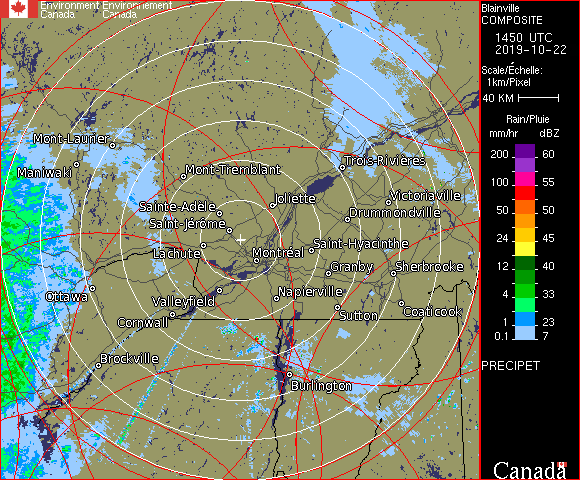 Environment Environnement
Canada Canada
Mont-Laurier
Maniwaki
Mont-Tremblant
Trois-Rivières
Sainte-Adèle
Joliette
Victoriaville
Saint-Jérôme
Drummondville
Lachute
Montréal
Saint-Hyacinthe
Granby
Sherbrooke
Ottawa
Valleyfield
Napierville
Cornwall
Sutton
Coaticook
Brockville
Burlington
Blainville
COMPOSITE
1450 UTC
2019-10-22
Scale/Échelle:
1km/Pixel
40 KM
Rain/Pluie
mm/hr dBZ
200 60
100 55
50 50
24 45
12 40
4 33
1 23
0.1 7
PRECIPET
Canada